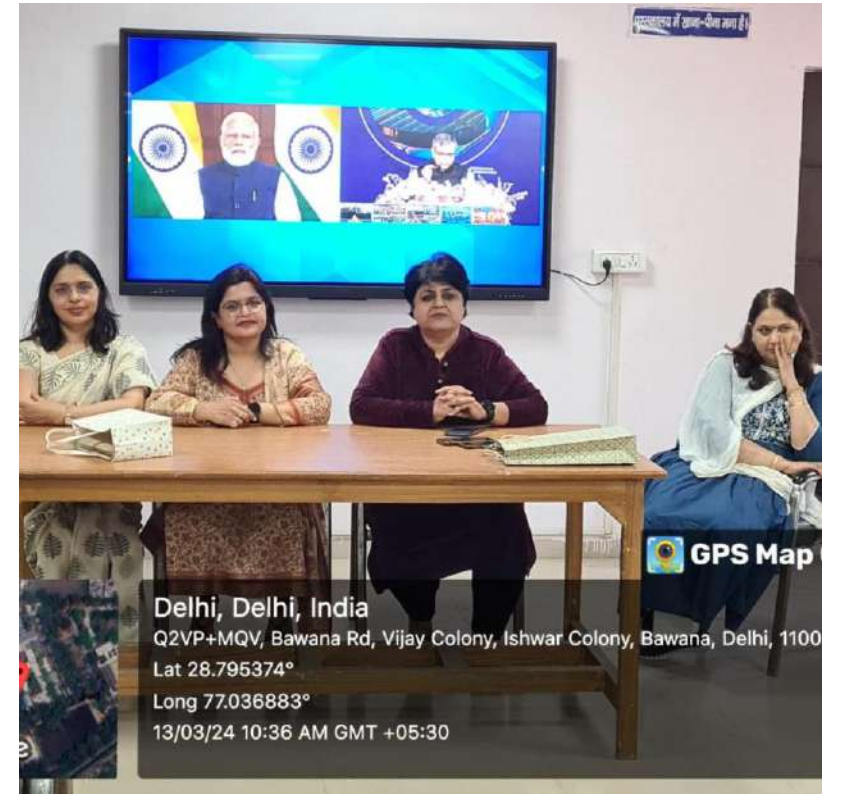 में खाना-पीना मना है।
GPS Map
Delhi, Delhi, India
Q2VP+MQV, Bawana Rd, Vijay Colony, Ishwar Colony, Bawana, Delhi, 1100
Lat 28.795374°
Long 77.036883°
13/03/24 10:36 AM GMT +05:30